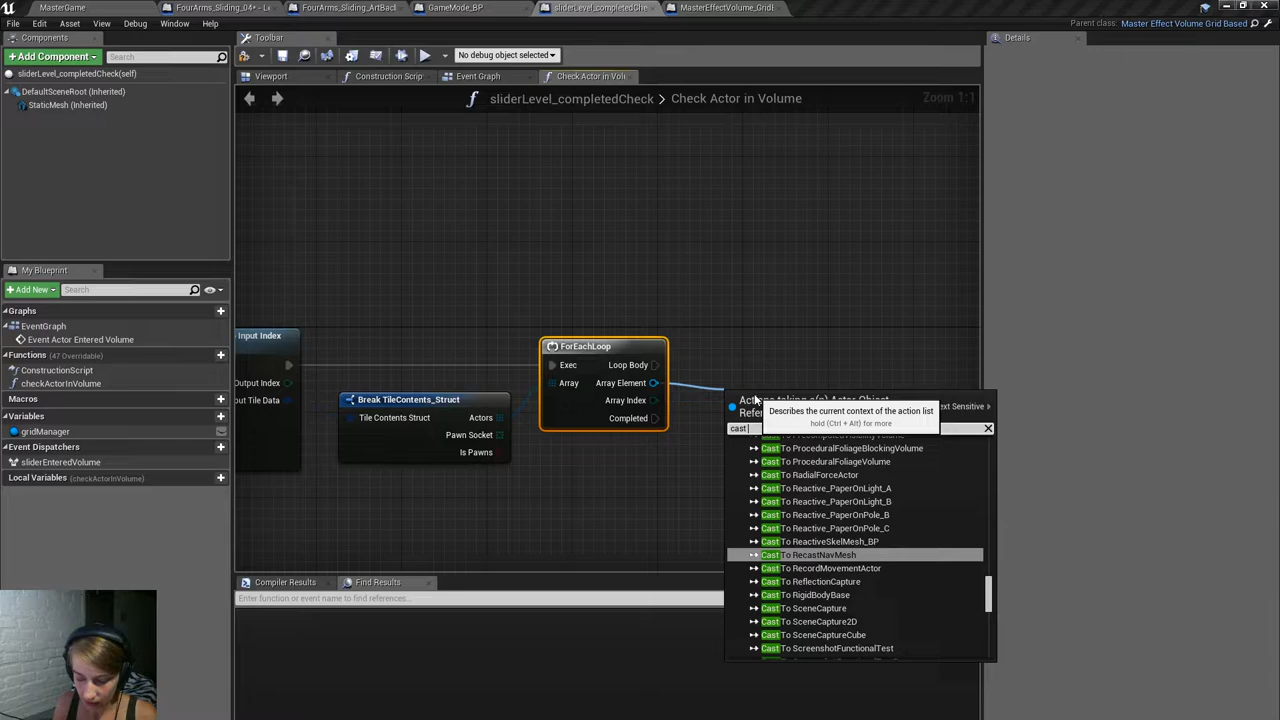 MasterGame
FourArms_Sliding_04*
FourArms_Sliding_ArtBacl
GameMode_BP
sliderLevel_completedChe
MasterEffectVolume_GridB
File Edit Asset View Debug Window Help
Parent class: Master Effect Volume Grid Based
Components
Toolbar
Details
+Add Component
Search
No debug object selected
sliderLevel_completedCheck(self)
Viewport
Construction Scrip
Event Graph
Check Actor in Volu
DefaultSceneRoot (Inherited)
StaticMesh (Inherited)
sliderLevel_completedCheck > Check Actor in Volume
Zoom 1:1
My Blueprint
+Add New
Search
Graphs
EventGraph
Event Actor Entered Volume
Functions (47 Overridable)
ConstructionScript
checkActorInVolume
Macros
Variables
gridManager
Event Dispatchers
sliderEnteredVolume
Local Variables (checkActorInVolume)
Input Index
Output Index
Break TileContents_Struct
Tile Contents Struct
Actors
Pawn Socket
Is Pawns
ForEachLoop
Exec
Loop Body
Array
Array Element
Array Index
Completed
Describes the current context of the action list
hold (Ctrl + Alt) for more
ext Sensitive
cast
Cast To ProceduralFoliageBlockingVolume
Cast To ProceduralFoliageVolume
Cast To RadialForceActor
Cast To Reactive_PaperOnLight_A
Cast To Reactive_PaperOnLight_B
Cast To Reactive_PaperOnPole_B
Cast To Reactive_PaperOnPole_C
Cast To ReactiveSkelMesh_BP
Cast To RecastNavMesh
Cast To RecordMovementActor
Cast To ReflectionCapture
Cast To RigidBodyBase
Cast To SceneCapture
Cast To SceneCapture2D
Cast To SceneCaptureCube
Cast To ScreenshotFunctionalTest
Compiler Results
Find Results
Enter function or event name to find references...